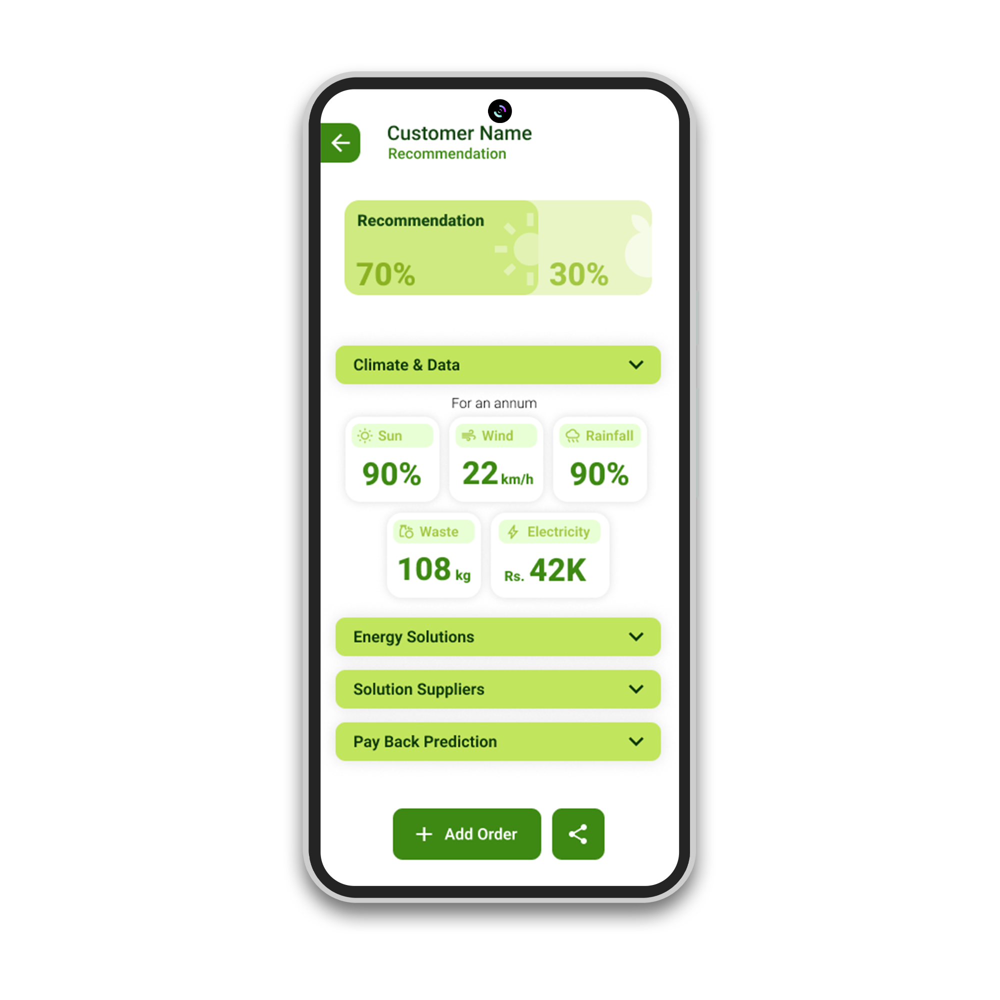 Customer Name
Recommendation
Recommendation
70%
30%
Climate & Data
For an annum
Sun
Wind
Rainfall
90%
22 km/h
90%
Waste
Electricity
108 kg
Rs. 42K
Energy Solutions
Solution Suppliers
Pay Back Prediction
+ Add Order